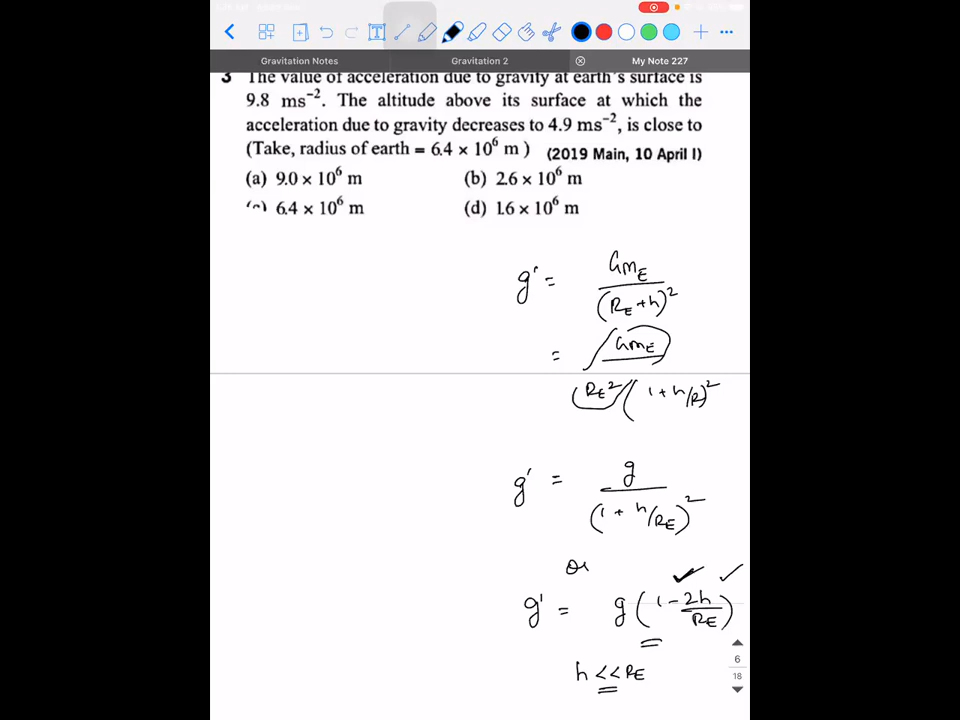 Gravitation Notes Gravitation 2 My Note 227
3 The value of acceleration due to gravity at earth's surface is
9.8 ms⁻². The altitude above its surface at which the
acceleration due to gravity decreases to 4.9 ms⁻², is close to
(Take, radius of earth = 6.4 × 10⁶ m ) (2019 Main, 10 April I)
(a) 9.0 × 10⁶ m (b) 2.6 × 10⁶ m
(c) 6.4 × 10⁶ m (d) 1.6 × 10⁶ m
g' = GmE / (RE + h)²
= GmE / RE² (1 + h/R)²
g' = g / (1 + h/RE)²
or
g' = g (1 - 2h/RE)
h << RE
6
18